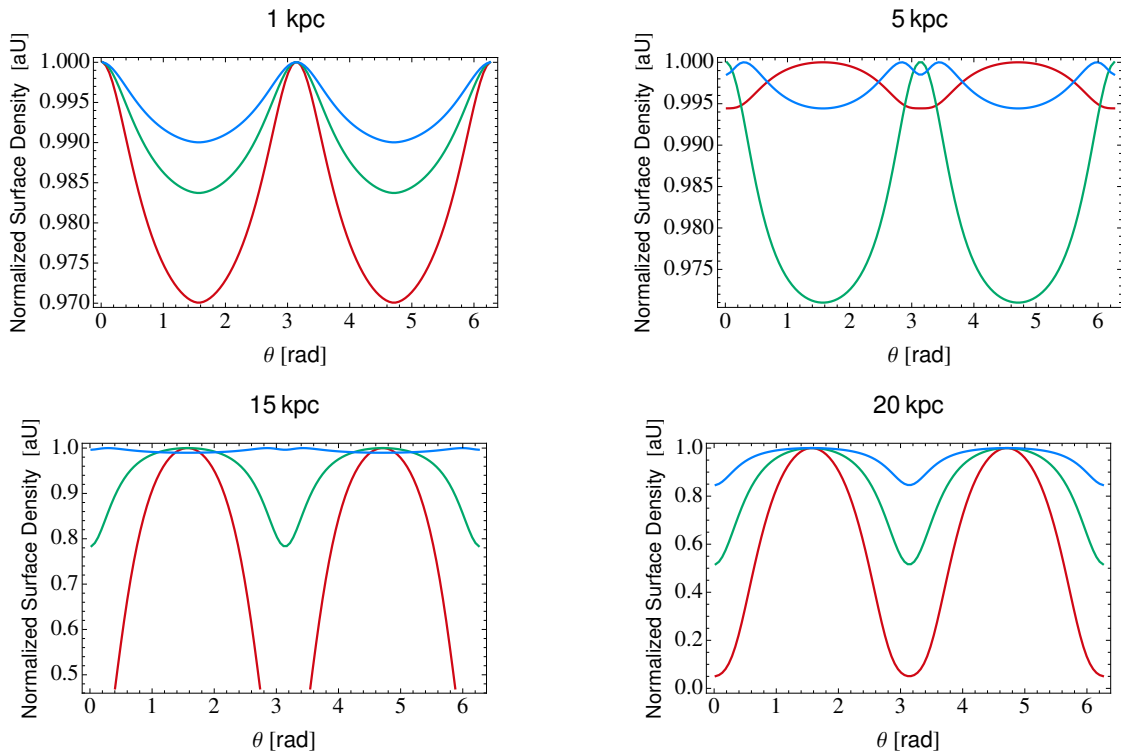 1 kpc
Normalized Surface Density [aU]
1.000
0.995
0.990
0.985
0.980
0.975
0.970
0 1 2 3 4 5 6
θ [rad]
5 kpc
Normalized Surface Density [aU]
1.000
0.995
0.990
0.985
0.980
0.975
0 1 2 3 4 5 6
θ [rad]
15 kpc
Normalized Surface Density [aU]
1.0
0.9
0.8
0.7
0.6
0.5
0 1 2 3 4 5 6
θ [rad]
20 kpc
Normalized Surface Density [aU]
1.0
0.8
0.6
0.4
0.2
0.0
0 1 2 3 4 5 6
θ [rad]